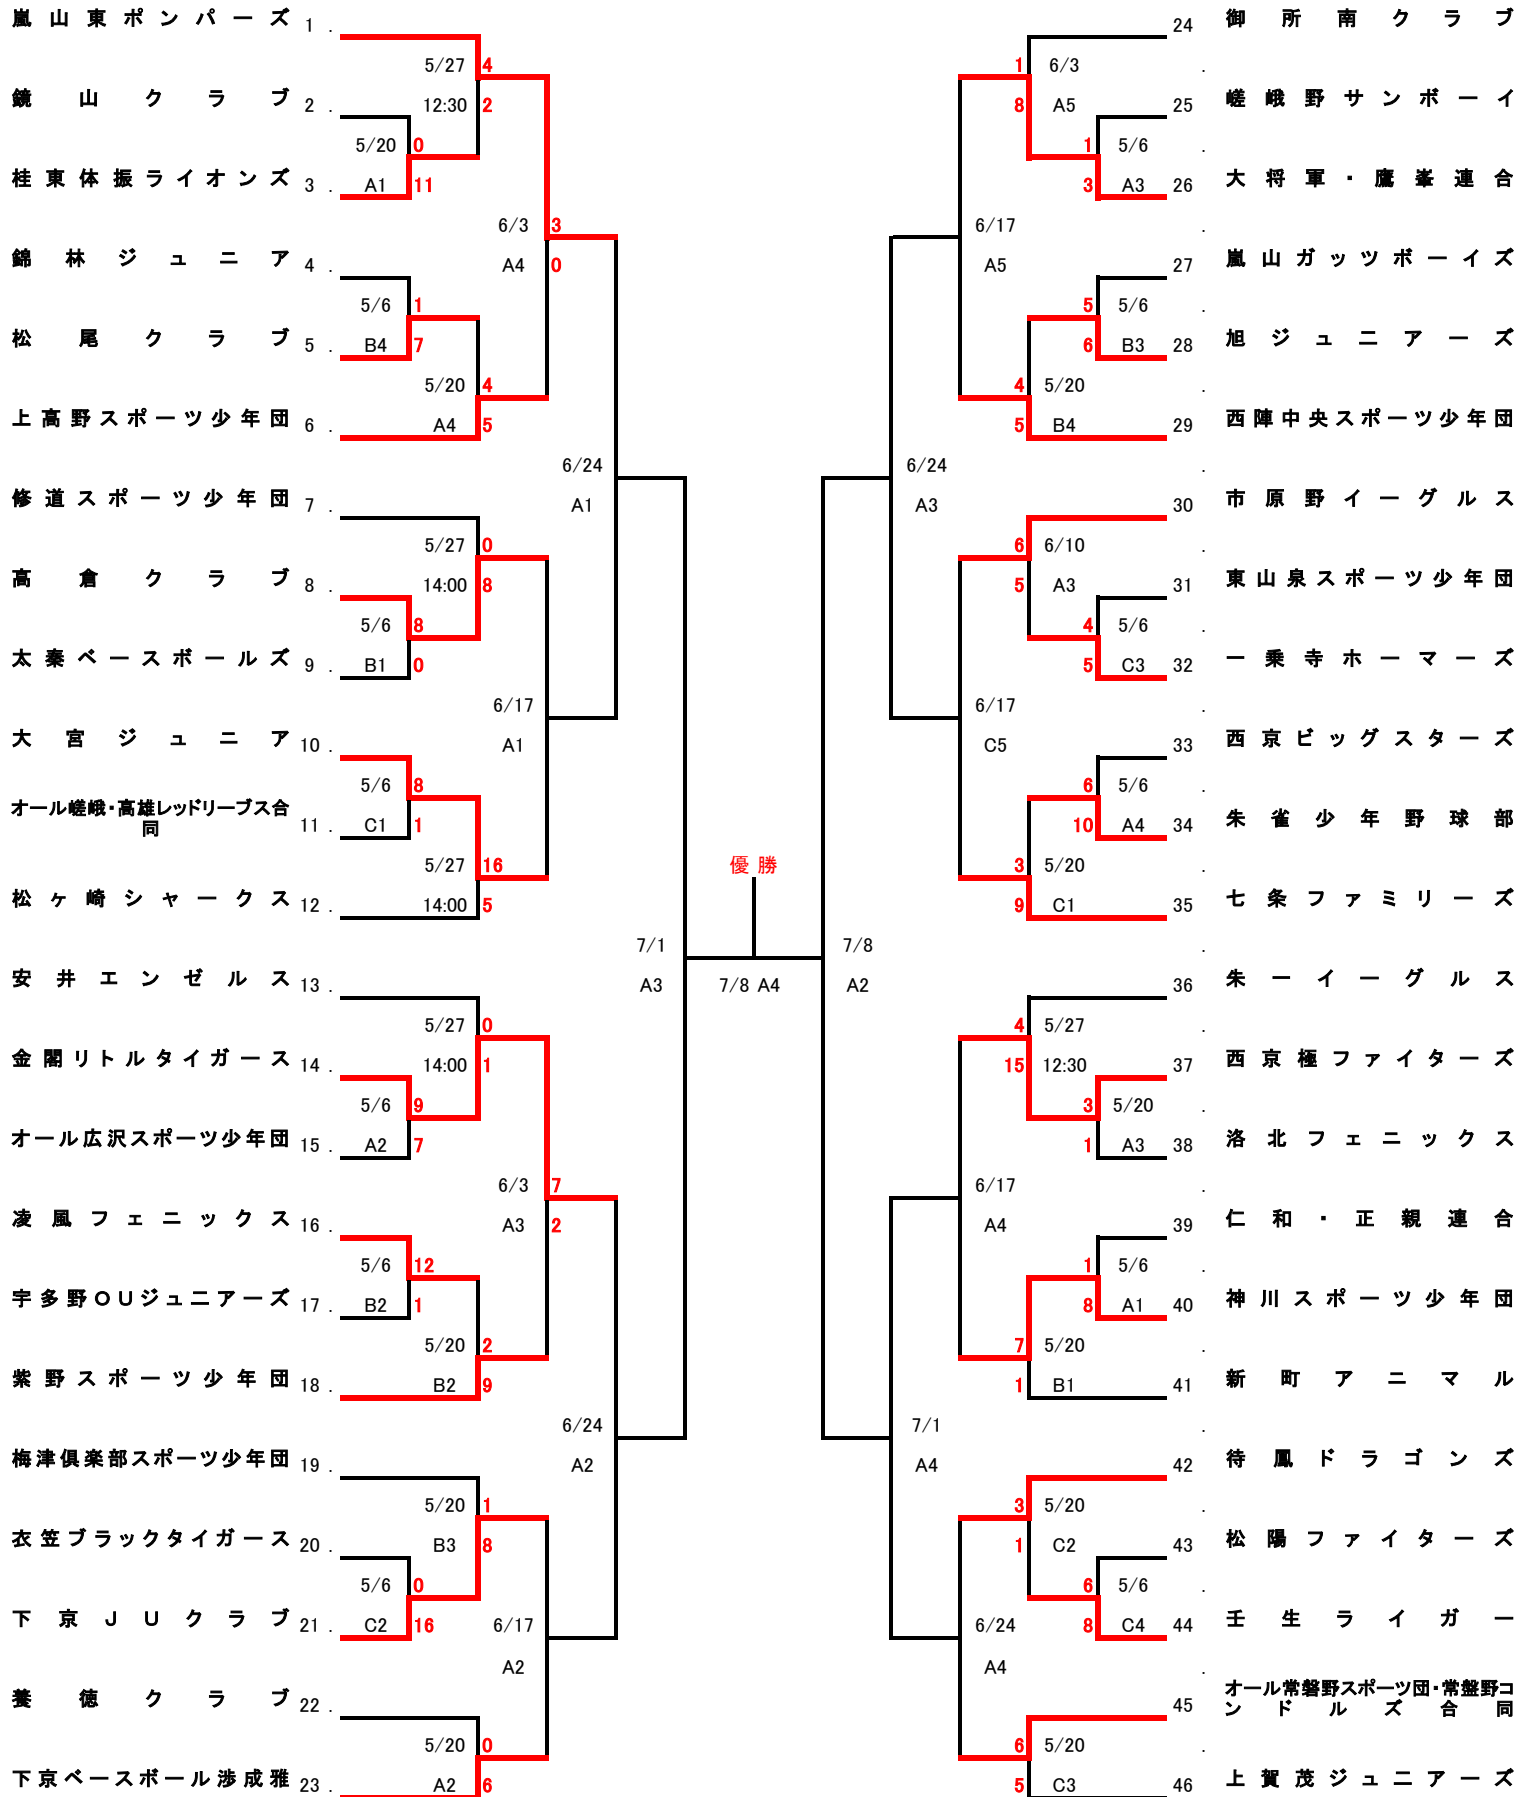 嵐山東ポンパーズ 1 .
5/27 4
鏡山クラブ 2 . 12:30 2
5/20 0
桂東体振ライオンズ 3 . A1 11
6/3 3
錦林ジュニア 4 . A4 0
5/6 1
松尾クラブ 5 . B4 7
5/20 4
上高野スポーツ少年団 6 . A4 5
6/24
修道スポーツ少年団 7 . A1
5/27 0
高倉クラブ 8 . 14:00 8
5/6 8
太秦ベースボールズ 9 . B1 0
6/17
大宮ジュニア 10 . A1
5/6 8
オール嵯峨・高雄レッドリーブス合
同 11 . C1 1
5/27 16
松ヶ崎シャークス 12 . 14:00 5
7/1
安井エンゼルス 13 . A3
5/27 0
金閣リトルタイガース 14 . 14:00 1
5/6 9
オール広沢スポーツ少年団 15 . A2 7
6/3 7
凌風フェニックス 16 . A3 2
5/6 12
宇多野OUジュニアーズ 17 . B2 1
5/20 2
紫野スポーツ少年団 18 . B2 9
6/24
梅津倶楽部スポーツ少年団 19 . A2
5/20 1
衣笠ブラックタイガース 20 . B3 8
5/6 0
下京JUクラブ 21 . C2 16
6/17
A2
養徳クラブ 22 .
5/20 0
下京ベースボール渉成雅 23 . A2 6
優勝
7/8 A4
24 御所南クラブ
1 6/3 .
8 A5 25 嵯峨野サンボーイ
1 5/6 .
3 A3 26 大将軍・鷹峯連合
6/17 .
A5 27 嵐山ガッツボーイズ
5 5/6 .
6 B3 28 旭ジュニアーズ
4 5/20 .
5 B4 29 西陣中央スポーツ少年団
6/24 .
A3 30 市原野イーグルス
6 6/10 .
5 A3 31 東山泉スポーツ少年団
4 5/6 .
5 C3 32 一乗寺ホーマーズ
6/17 .
C5 33 西京ビッグスターズ
6 5/6 .
10 A4 34 朱雀少年野球部
3 5/20 .
9 C1 35 七条ファミリーズ
7/8 .
A2 36 朱一イーグルス
4 5/27 .
15 12:30 37 西京極ファイターズ
3 5/20 .
1 A3 38 洛北フェニックス
6/17 .
A4 39 仁和・正親連合
1 5/6 .
8 A1 40 神川スポーツ少年団
7 5/20 .
1 B1 41 新町アニマル
7/1 .
A4 42 待鳳ドラゴンズ
3 5/20 .
1 C2 43 松陽ファイターズ
6 5/6 .
8 C4 44 壬生ライガー
6/24
A4 .
45 オール常磐野スポーツ団・常盤野コ
ンドルズ合同
6 5/20 .
5 C3 46 上賀茂ジュニアーズ